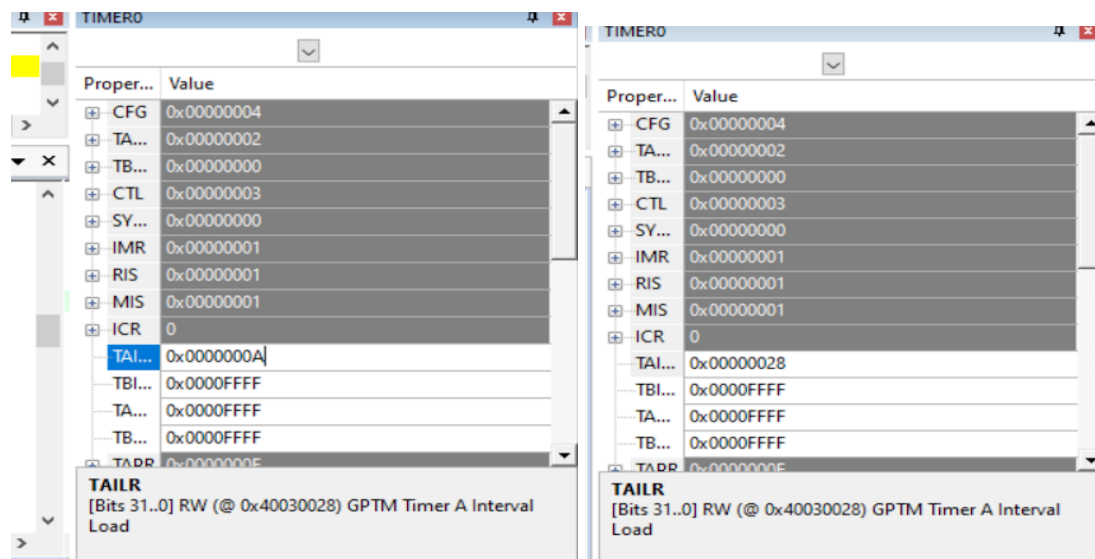 TIMER0
Proper... Value
CFG 0x00000004
TA... 0x00000002
TB... 0x00000000
CTL 0x00000003
SY... 0x00000000
IMR 0x00000001
RIS 0x00000001
MIS 0x00000001
ICR 0
TAI... 0x0000000A
TBI... 0x0000FFFF
TA... 0x0000FFFF
TB... 0x0000FFFF
TAPR 0x0000000F
TAILR
[Bits 31..0] RW (@ 0x40030028) GPTM Timer A Interval
Load
TIMER0
Proper... Value
CFG 0x00000004
TA... 0x00000002
TB... 0x00000000
CTL 0x00000003
SY... 0x00000000
IMR 0x00000001
RIS 0x00000001
MIS 0x00000001
ICR 0
TAI... 0x00000028
TBI... 0x0000FFFF
TA... 0x0000FFFF
TB... 0x0000FFFF
TAPR 0x0000000F
TAILR
[Bits 31..0] RW (@ 0x40030028) GPTM Timer A Interval
Load